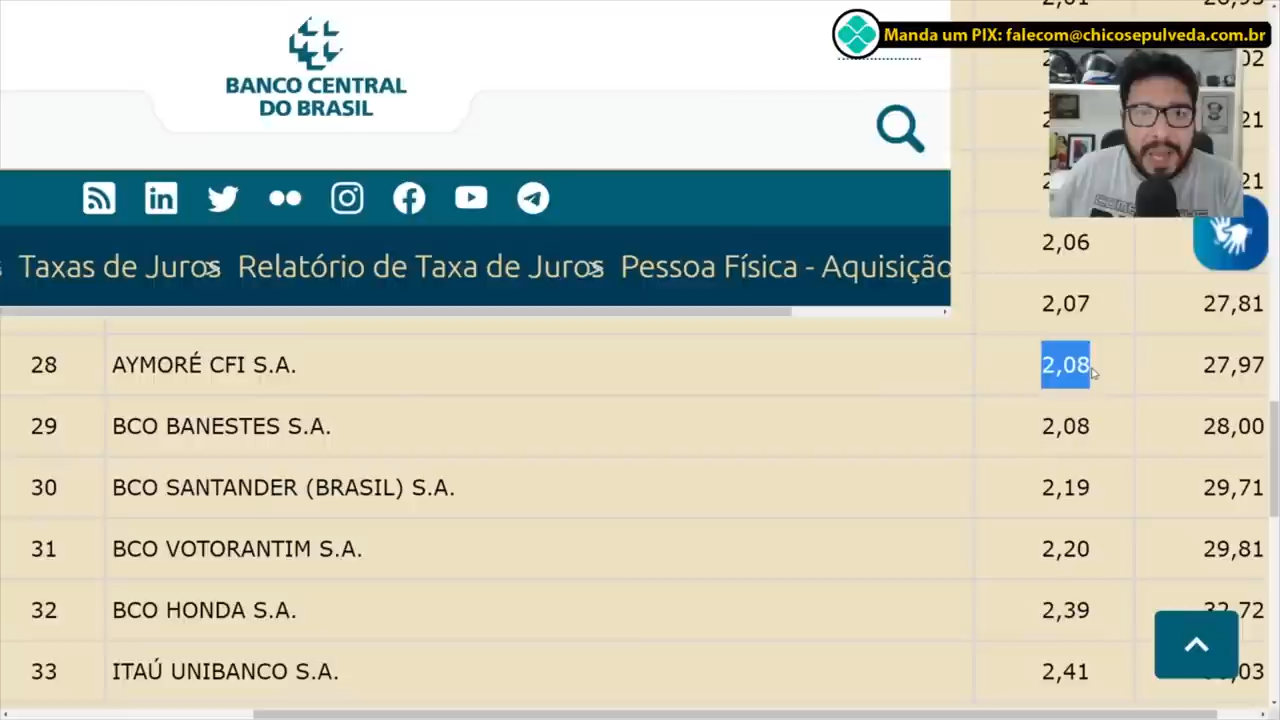 Manda um PIX: falecom@chicosepulveda.com.br
BANCO CENTRAL
DO BRASIL
Taxas de Juros > Relatório de Taxa de Juros > Pessoa Física - Aquisição
2,06
2,07 27,81
28 AYMORÉ CFI S.A. 2,08 27,97
29 BCO BANESTES S.A. 2,08 28,00
30 BCO SANTANDER (BRASIL) S.A. 2,19 29,71
31 BCO VOTORANTIM S.A. 2,20 29,81
32 BCO HONDA S.A. 2,39 32,72
33 ITAÚ UNIBANCO S.A. 2,41